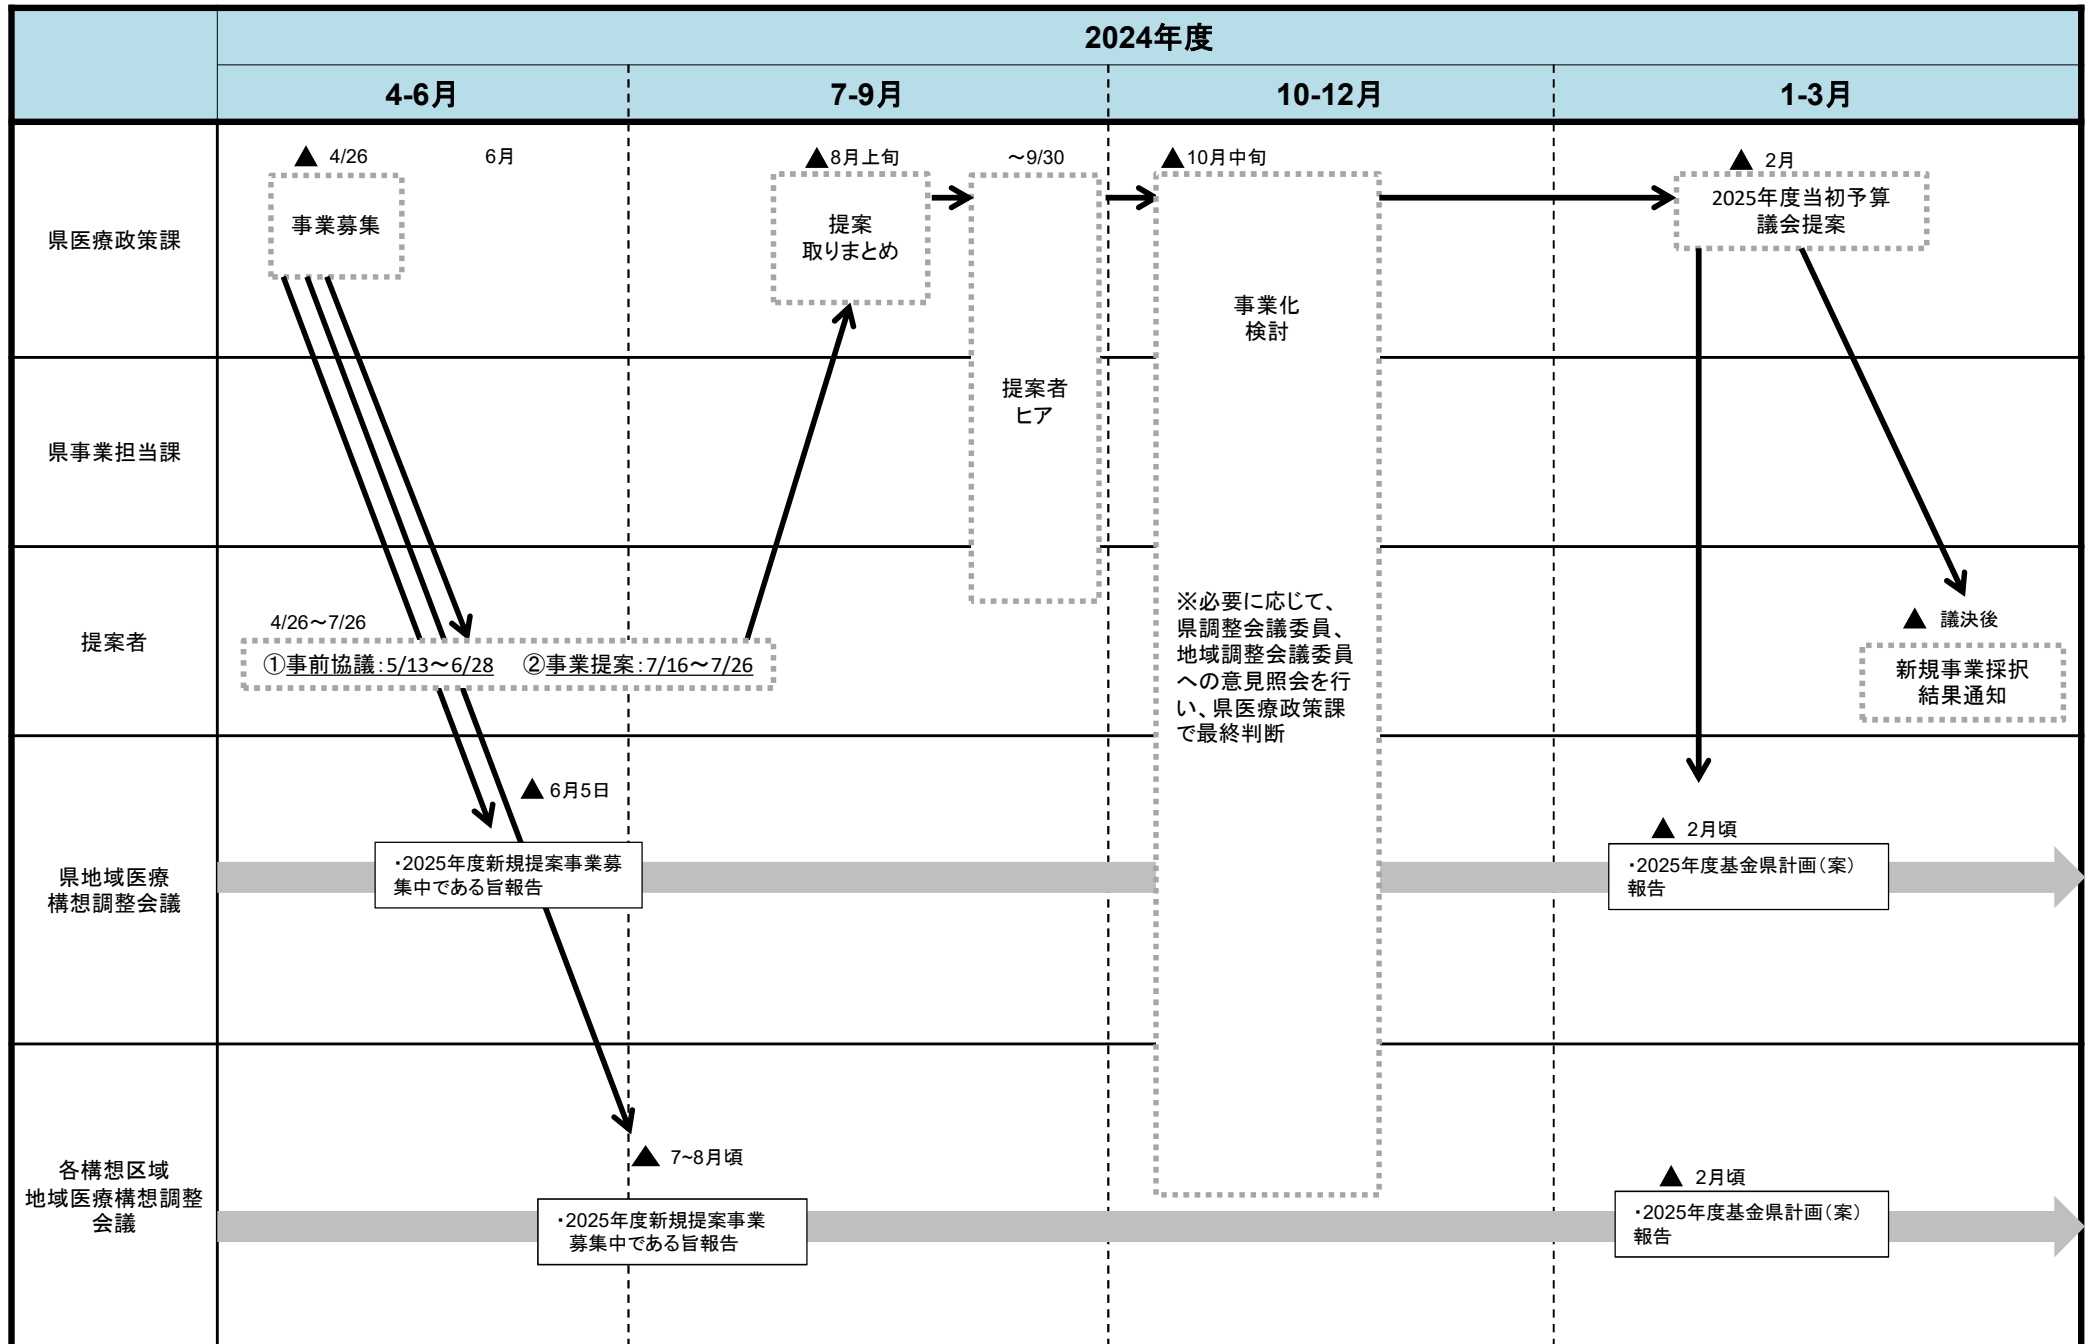 2024年度
4-6月
7-9月
10-12月
1-3月
県医療政策課
▲ 4/26
6月
事業募集
▲8月上旬
提案
取りまとめ
～9/30
提案者
ヒア
▲10月中旬
事業化
検討
※必要に応じて、
県調整会議委員、
地域調整会議委員
への意見照会を行
い、県医療政策課
で最終判断
▲ 2月
2025年度当初予算
議会提案
県事業担当課
提案者
4/26～7/26
①事前協議：5/13～6/28 ②事業提案：7/16～7/26
▲ 議決後
新規事業採択
結果通知
県地域医療
構想調整会議
▲ 6月5日
・2025年度新規提案事業募
集中である旨報告
▲ 2月頃
・2025年度基金県計画（案）
報告
各構想区域
地域医療構想調整
会議
▲ 7~8月頃
・2025年度新規提案事業
募集中である旨報告
▲ 2月頃
・2025年度基金県計画（案）
報告